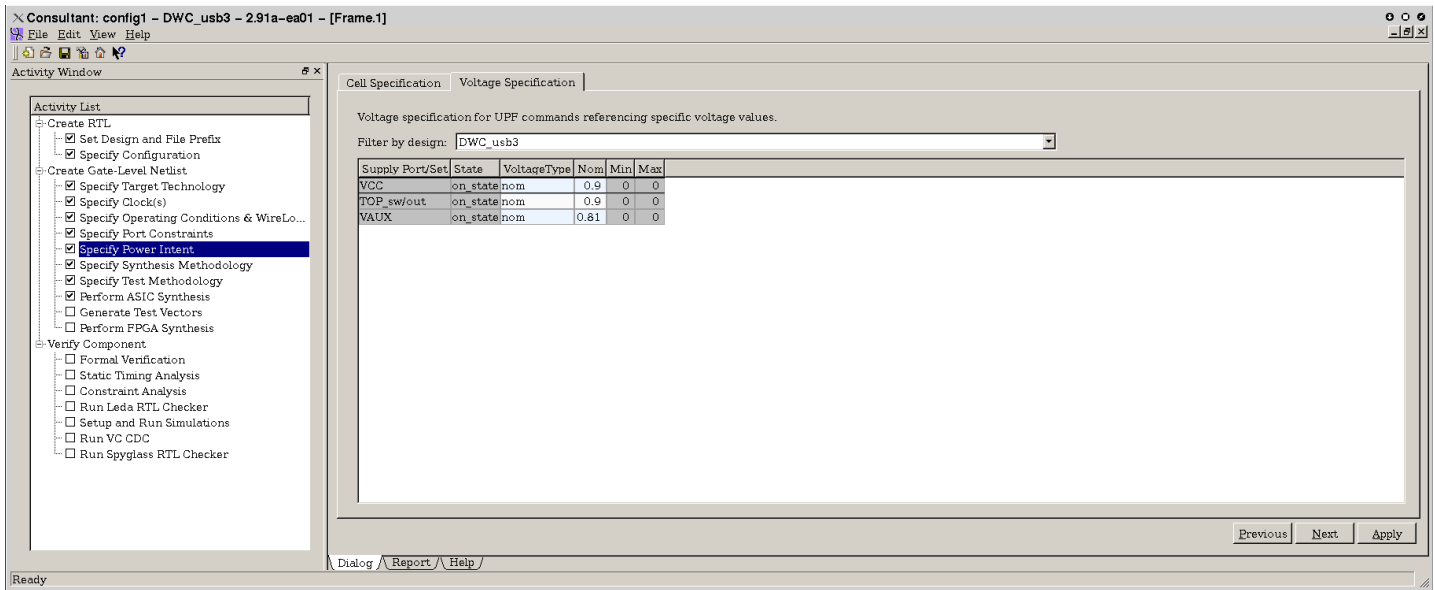 Consultant: config1 – DWC_usb3 – 2.91a–ea01 – [Frame.1]
File Edit View Help
Activity Window
Activity List
Create RTL
Set Design and File Prefix
Specify Configuration
Create Gate-Level Netlist
Specify Target Technology
Specify Clock(s)
Specify Operating Conditions & WireLo...
Specify Port Constraints
Specify Power Intent
Specify Synthesis Methodology
Specify Test Methodology
Perform ASIC Synthesis
Generate Test Vectors
Perform FPGA Synthesis
Verify Component
Formal Verification
Static Timing Analysis
Constraint Analysis
Run Leda RTL Checker
Setup and Run Simulations
Run VC CDC
Run Spyglass RTL Checker
Cell Specification Voltage Specification
Voltage specification for UPF commands referencing specific voltage values.
Filter by design: DWC_usb3
Supply Port/Set State VoltageType Nom Min Max
VCC on_state nom 0.9 0 0
TOP_sw/out on_state nom 0.9 0 0
VAUX on_state nom 0.81 0 0
Previous Next Apply
Dialog Report Help
Ready